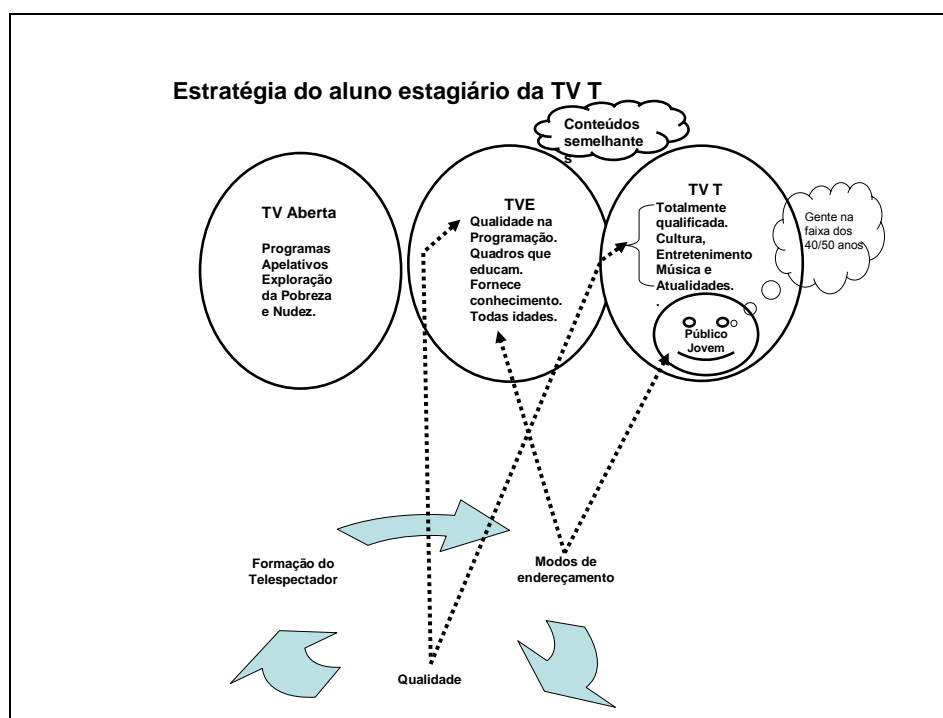 Estratégia do aluno estagiário da TV T
Conteúdos
semelhante
s
TV Aberta
Programas
Apelativos
Exploração
da Pobreza
e Nudez.
TVE
Qualidade na
Programação.
Quadros que
educam.
Fornece
conhecimento.
Todas idades.
TV T
Totalmente
qualificada.
Cultura,
Entretenimento
Música e
Atualidades.
.
Público
Jovem
Gente na
faixa dos
40/50 anos
Formação do
Telespectador
Modos de
endereçamento
Qualidade